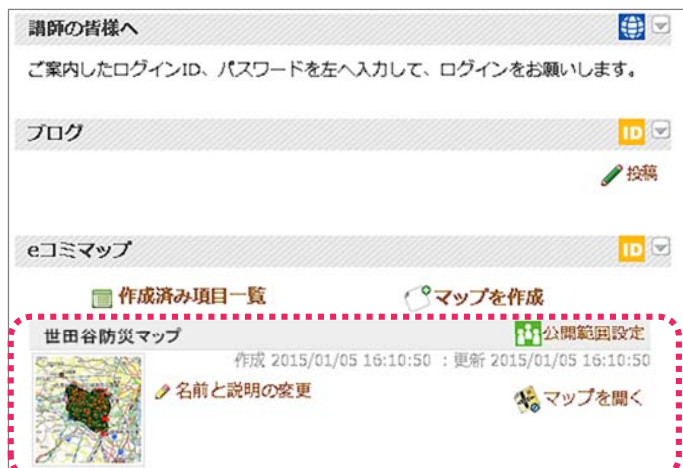 講師の皆様へ
ご案内したログインID、パスワードを左へ入力して、ログインをお願いします。
ブログ
ID
投稿
eコミマップ
ID
作成済み項目一覧 マップを作成
世田谷防災マップ 公開範囲設定
作成 2015/01/05 16:10:50 : 更新 2015/01/05 16:10:50
名前と説明の変更 マップを開く